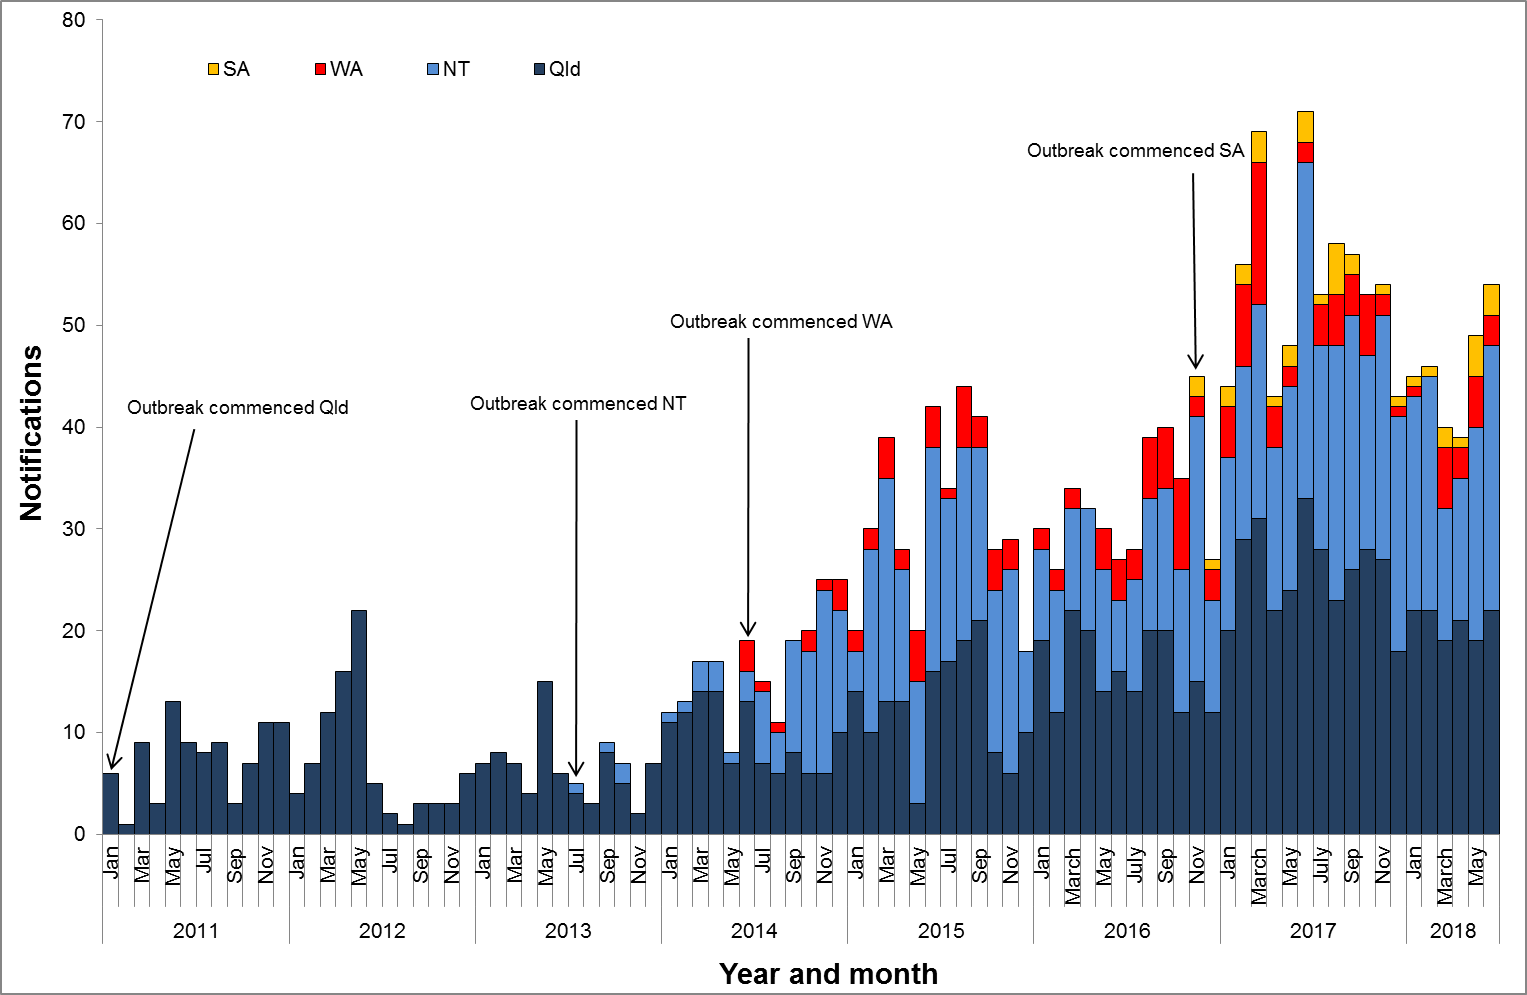 80
SA WA NT Qld
70
Outbreak commenced SA
60
50
Outbreak commenced WA
Notifications
Outbreak commenced Qld
Outbreak commenced NT
40
30
20
10
0
Jan Mar May Jul Sep Nov Jan Mar May Jul Sep Nov Jan Mar May Jul Sep Nov Jan Mar May Jul Sep Nov Jan Mar May Jul Sep Nov Jan March May July Sep Nov Jan March May July Sep Nov Jan March May
2011 2012 2013 2014 2015 2016 2017 2018
Year and month